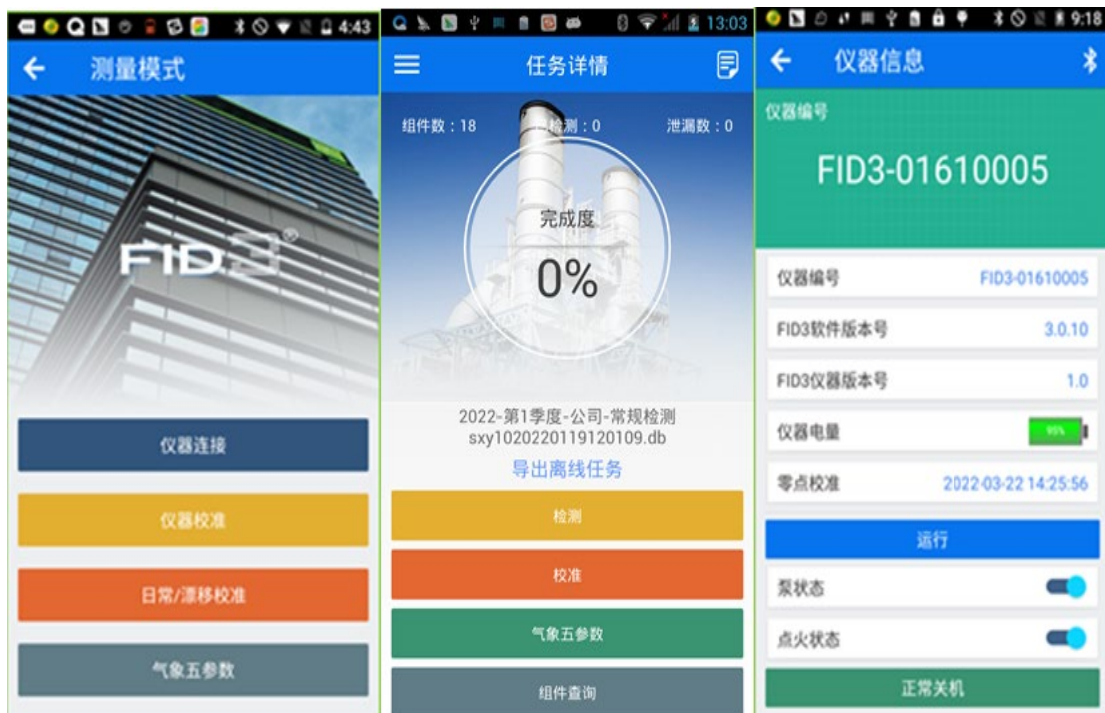 4:43
测量模式
FID3®
仪器连接
仪器校准
日常/漂移校准
气象五参数
13:03
任务详情
组件数：18
检测：0
泄漏数：0
完成度
0%
2022-第1季度-公司-常规检测
sxy1020220119120109.db
导出离线任务
检测
校准
气象五参数
组件查询
9:18
仪器信息
仪器编号
FID3-01610005
仪器编号 FID3-01610005
FID3软件版本号 3.0.10
FID3仪器版本号 1.0
仪器电量 95%
零点校准 2022-03-22 14:25:56
运行
泵状态
点火状态
正常关机